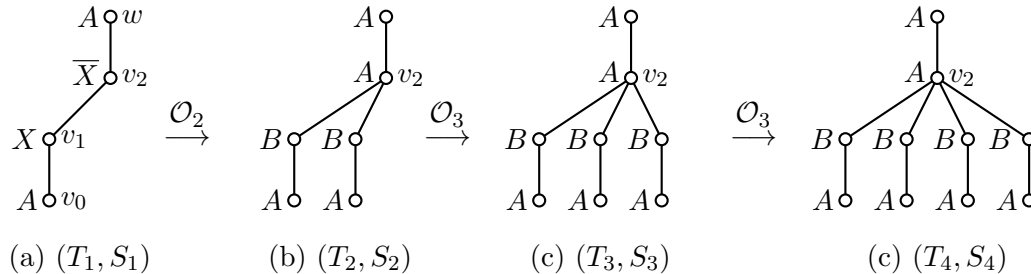 A w A A A
X̅ v₂ A v₂ A v₂ A v₂
𝒪₂ 𝒪₃ 𝒪₃
X v₁ B B B B B B B B B
A v₀ A A A A A A A A A
(a) (T₁, S₁) (b) (T₂, S₂) (c) (T₃, S₃) (c) (T₄, S₄)